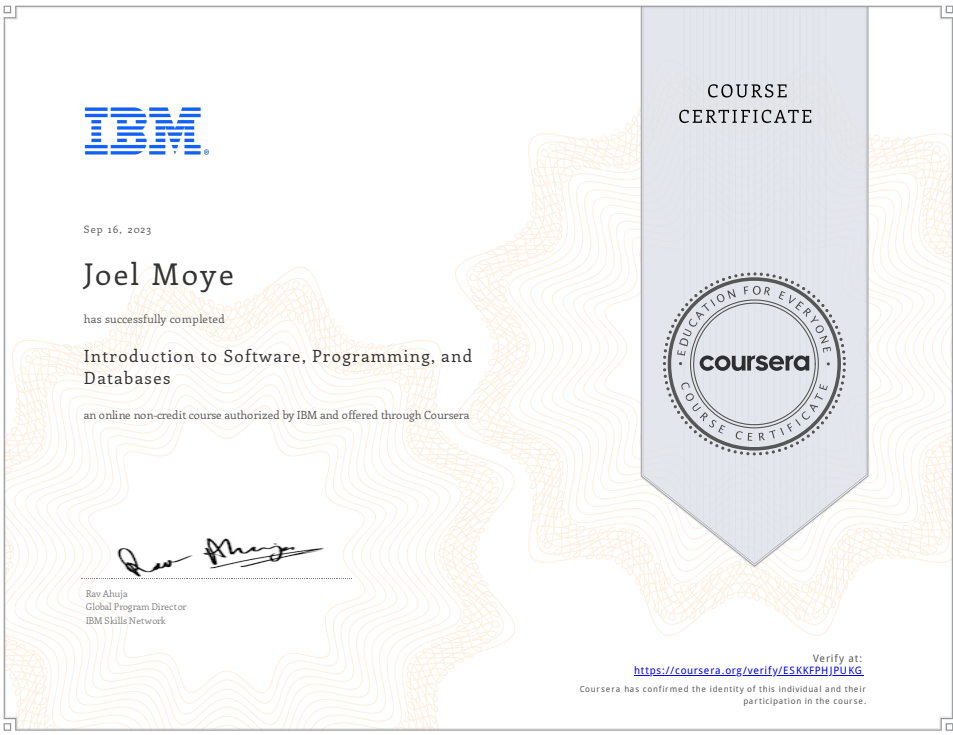 COURSE
CERTIFICATE
IBM®
Sep 16, 2023
Joel Moye
has successfully completed
Introduction to Software, Programming, and
Databases
an online non-credit course authorized by IBM and offered through Coursera
EDUCATION FOR EVERYONE
coursera
COURSE CERTIFICATE
Rav Ahuja
Rav Ahuja
Global Program Director
IBM Skills Network
Verify at:
https://coursera.org/verify/ESKKFPHJPUKG
Coursera has confirmed the identity of this individual and their
participation in the course.